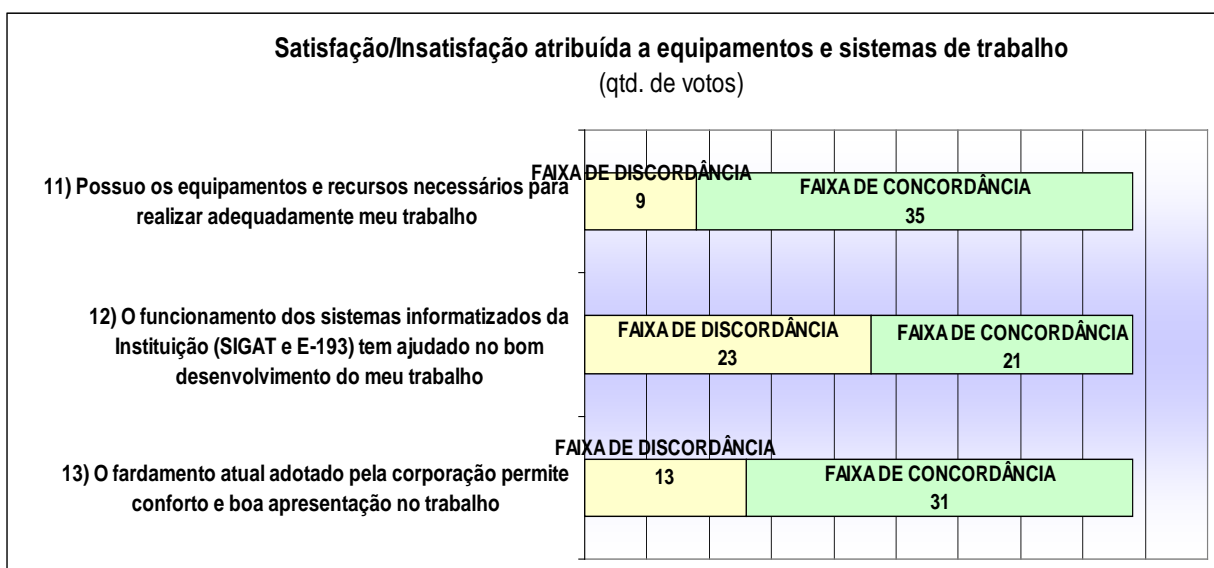 Satisfação/Insatisfação atribuída a equipamentos e sistemas de trabalho
(qtd. de votos)
11) Possuo os equipamentos e recursos necessários para
realizar adequadamente meu trabalho
FAIXA DE DISCORDÂNCIA
9
FAIXA DE CONCORDÂNCIA
35
12) O funcionamento dos sistemas informatizados da
Instituição (SIGAT e E-193) tem ajudado no bom
desenvolvimento do meu trabalho
FAIXA DE DISCORDÂNCIA
23
FAIXA DE CONCORDÂNCIA
21
13) O fardamento atual adotado pela corporação permite
conforto e boa apresentação no trabalho
FAIXA DE DISCORDÂNCIA
13
FAIXA DE CONCORDÂNCIA
31